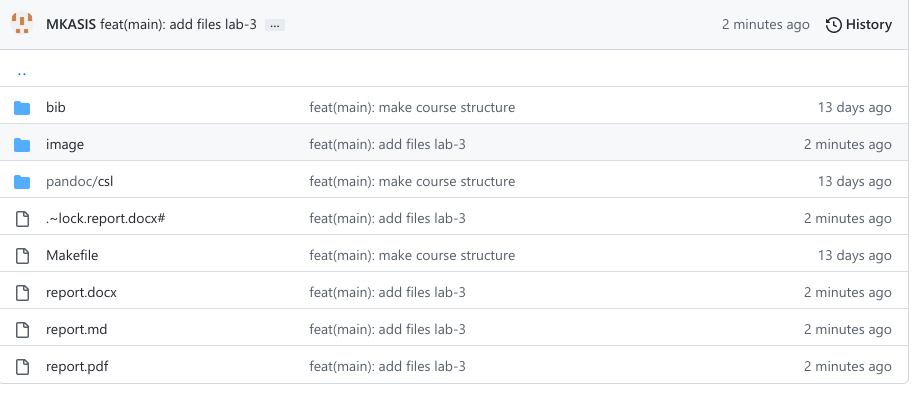 MKASIS feat(main): add files lab-3 ... 2 minutes ago History
..
bib feat(main): make course structure 13 days ago
image feat(main): add files lab-3 2 minutes ago
pandoc/csl feat(main): make course structure 13 days ago
.~lock.report.docx# feat(main): add files lab-3 2 minutes ago
Makefile feat(main): make course structure 13 days ago
report.docx feat(main): add files lab-3 2 minutes ago
report.md feat(main): add files lab-3 2 minutes ago
report.pdf feat(main): add files lab-3 2 minutes ago